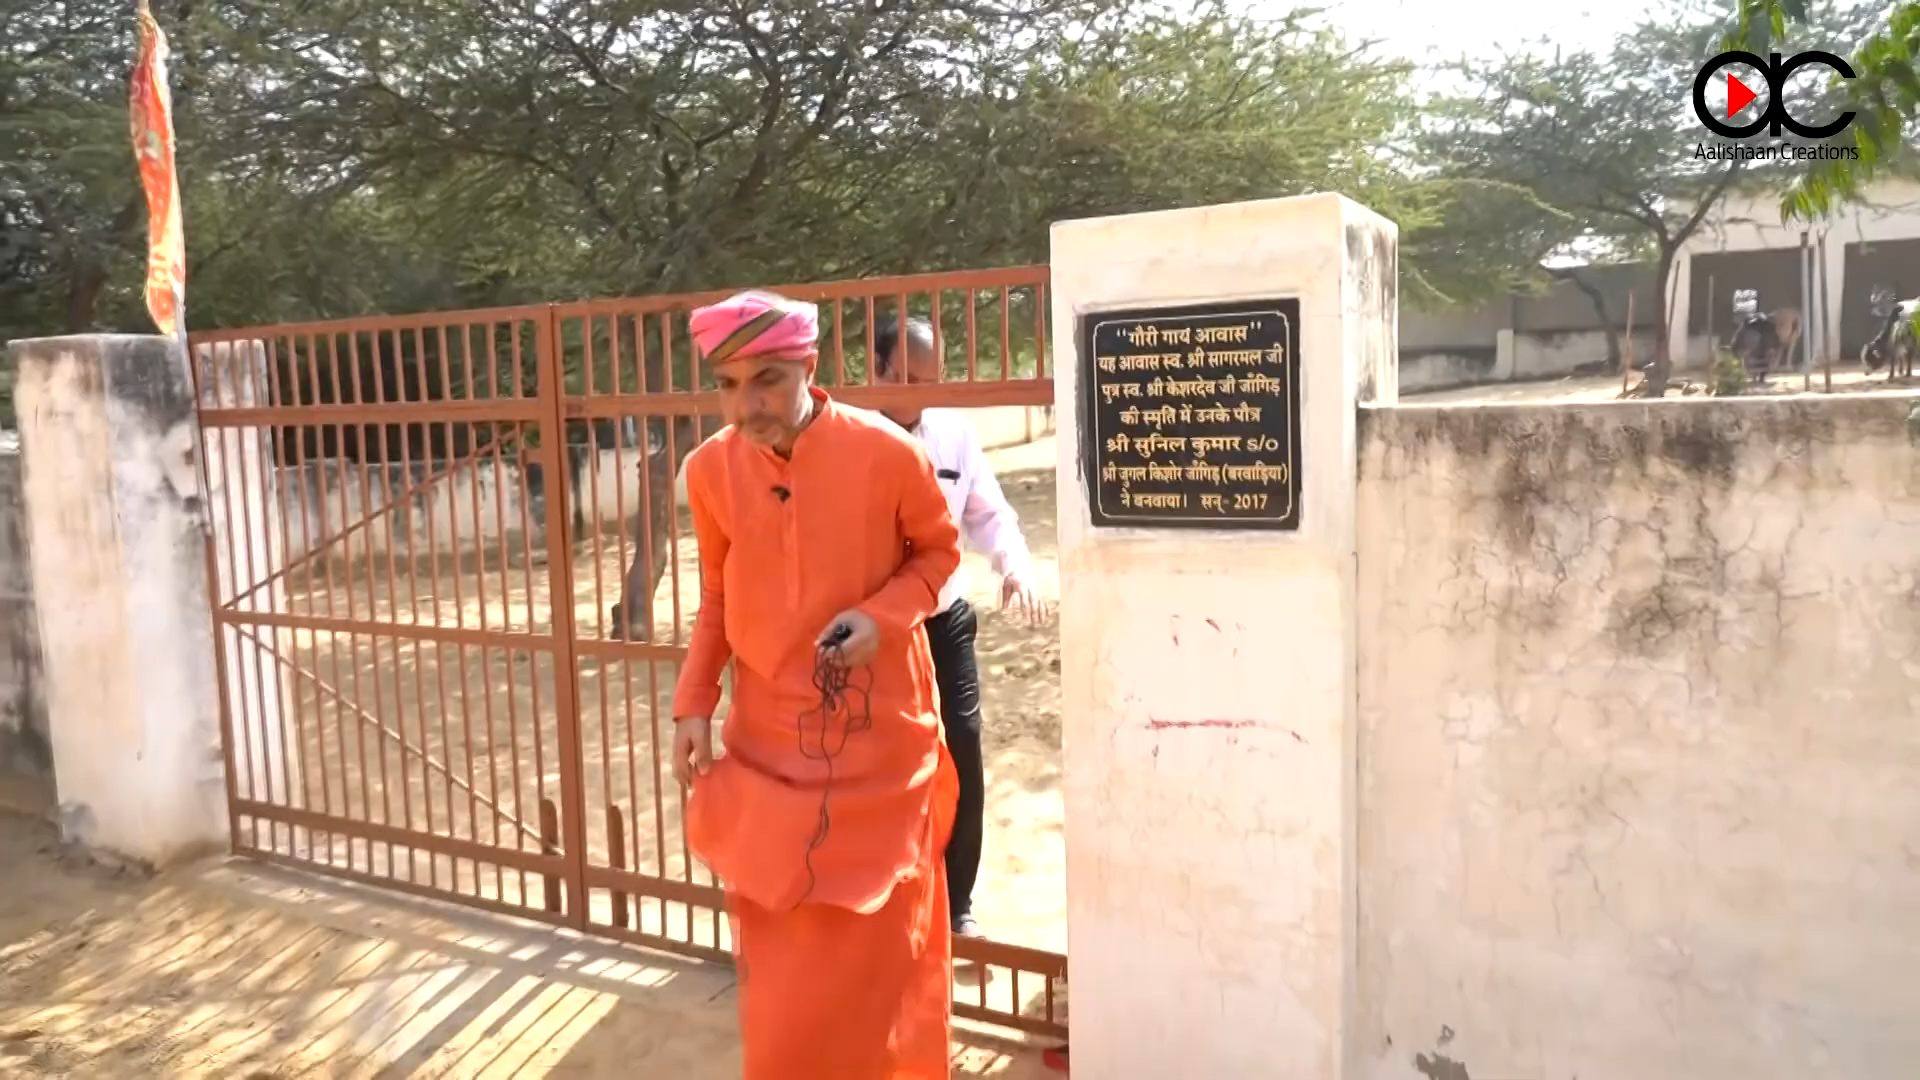 Aalishaan Creations
"गौरी गाय आवास"
यह आवास स्व. श्री सागरमल जी
पुत्र स्व. श्री केशरदेव जी जाँगिड़
की स्मृति में उनके पौत्र
श्री सुनिल कुमार s/o
श्री जुगल किशोर जाँगिड़ (बरवाड़िया)
ने बनवाया। सन्- 2017